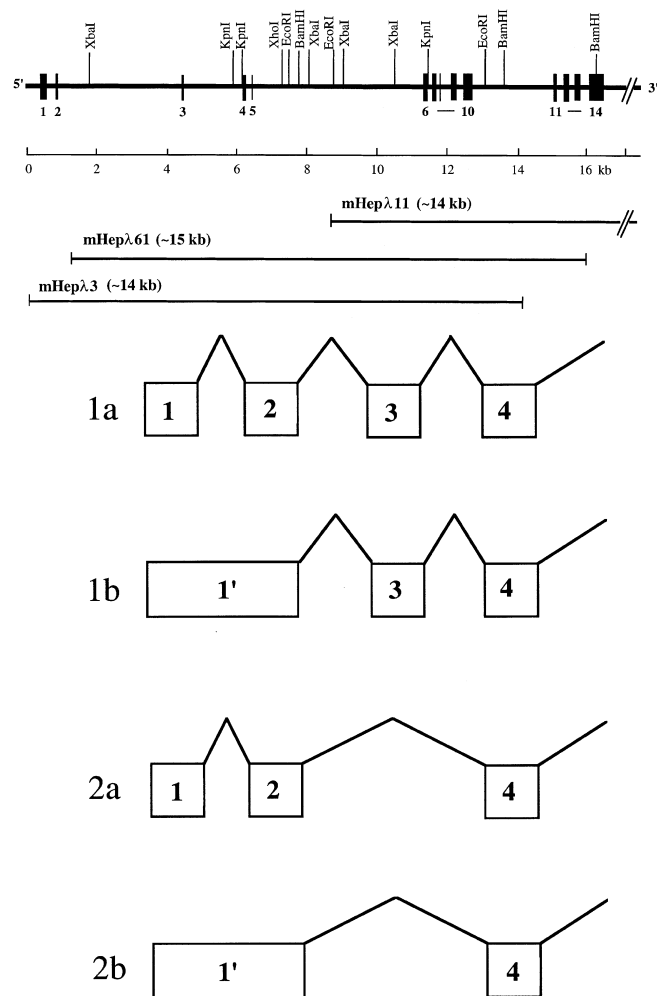 XbaI KpnI KpnI XhoI EcoRI BamHI XbaI EcoRI XbaI XbaI KpnI EcoRI BamHI BamHI
5' 3'
1 2 3 4 5 6 — 10 11 — 14
0 2 4 6 8 10 12 14 16 kb
mHepλ11 (~14 kb)
mHepλ61 (~15 kb)
mHepλ3 (~14 kb)
1a 1 2 3 4
1b 1' 3 4
2a 1 2 4
2b 1' 4